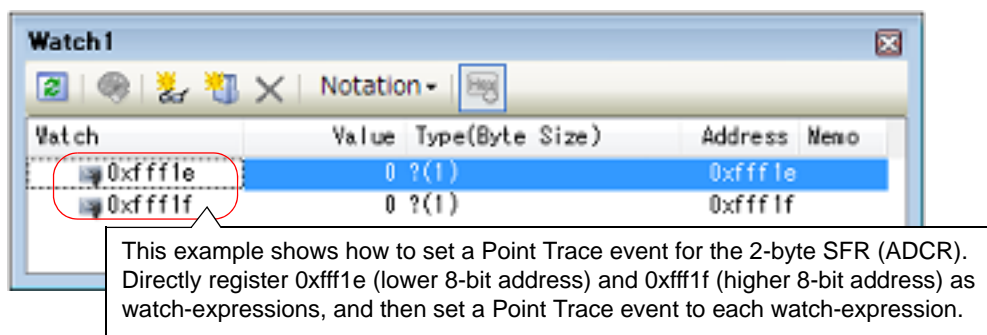 Watch1
Notation
Hex
Watch Value Type(Byte Size) Address Memo
0xfff1e 0 ?(1) 0xfff1e
0xfff1f 0 ?(1) 0xfff1f
This example shows how to set a Point Trace event for the 2-byte SFR (ADCR).
Directly register 0xfff1e (lower 8-bit address) and 0xfff1f (higher 8-bit address) as
watch-expressions, and then set a Point Trace event to each watch-expression.